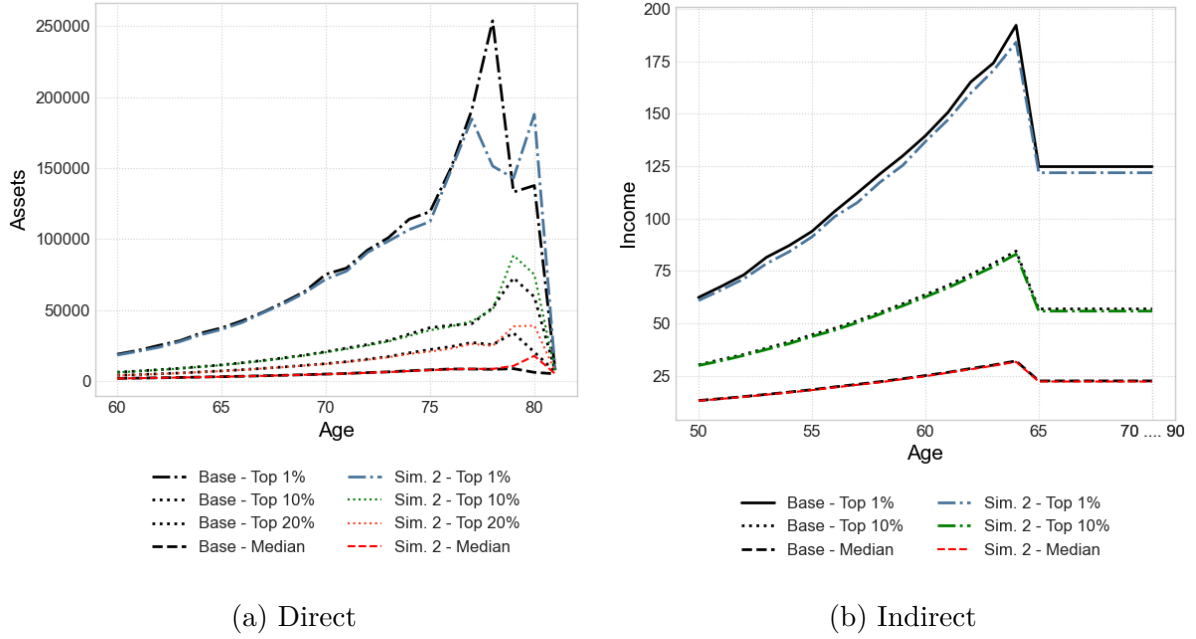 250000
200000
150000
100000
50000
0
Assets
60 65 70 75 80
Age
Base - Top 1% Sim. 2 - Top 1%
Base - Top 10% Sim. 2 - Top 10%
Base - Top 20% Sim. 2 - Top 20%
Base - Median Sim. 2 - Median
(a) Direct
200
175
150
125
100
75
50
25
Income
50 55 60 65 70 .... 90
Age
Base - Top 1% Sim. 2 - Top 1%
Base - Top 10% Sim. 2 - Top 10%
Base - Median Sim. 2 - Median
(b) Indirect